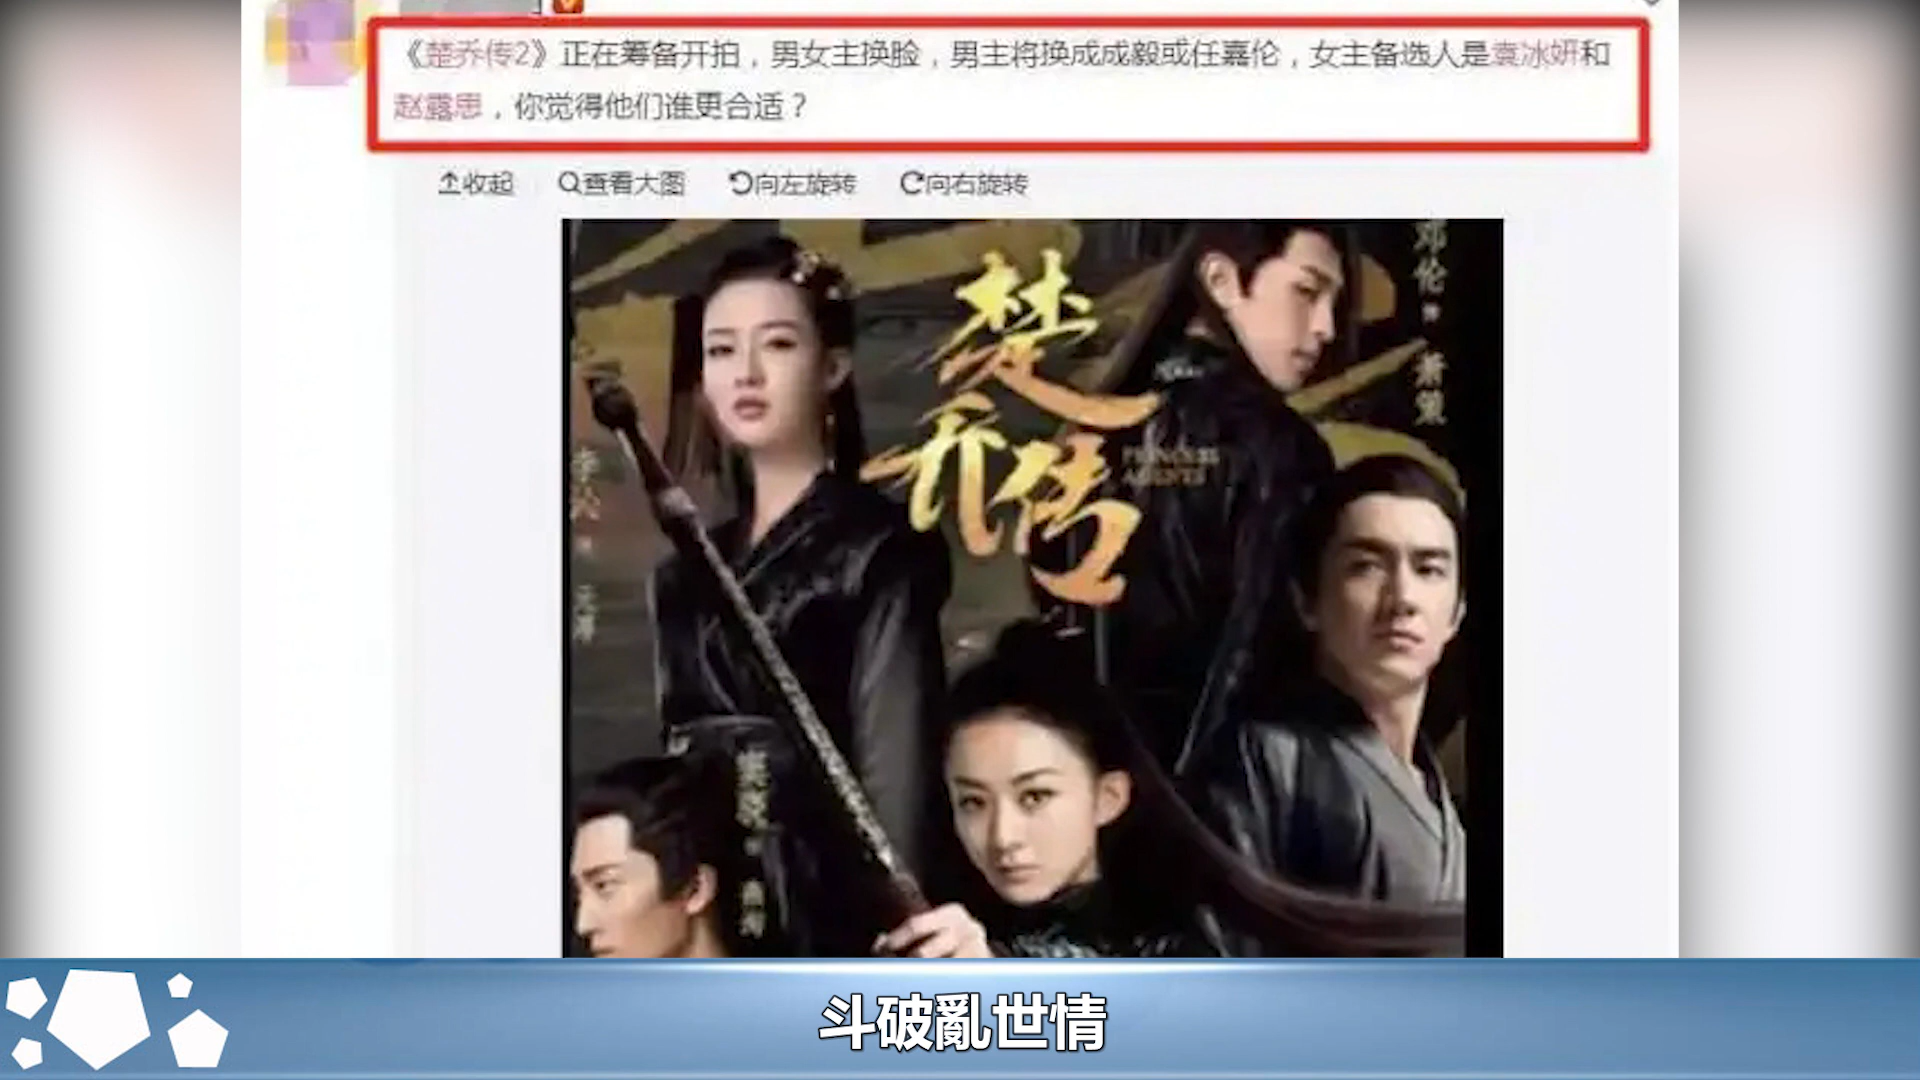 《楚乔传2》正在筹备开拍，男女主换脸，男主将换成成毅或任嘉伦，女主备选人是袁冰妍和
赵露思，你觉得他们谁更合适？
收起 查看大图 向左旋转 向右旋转
楚乔传
PRINCESS
AGENTS
邓伦 饰 萧策
斗破亂世情